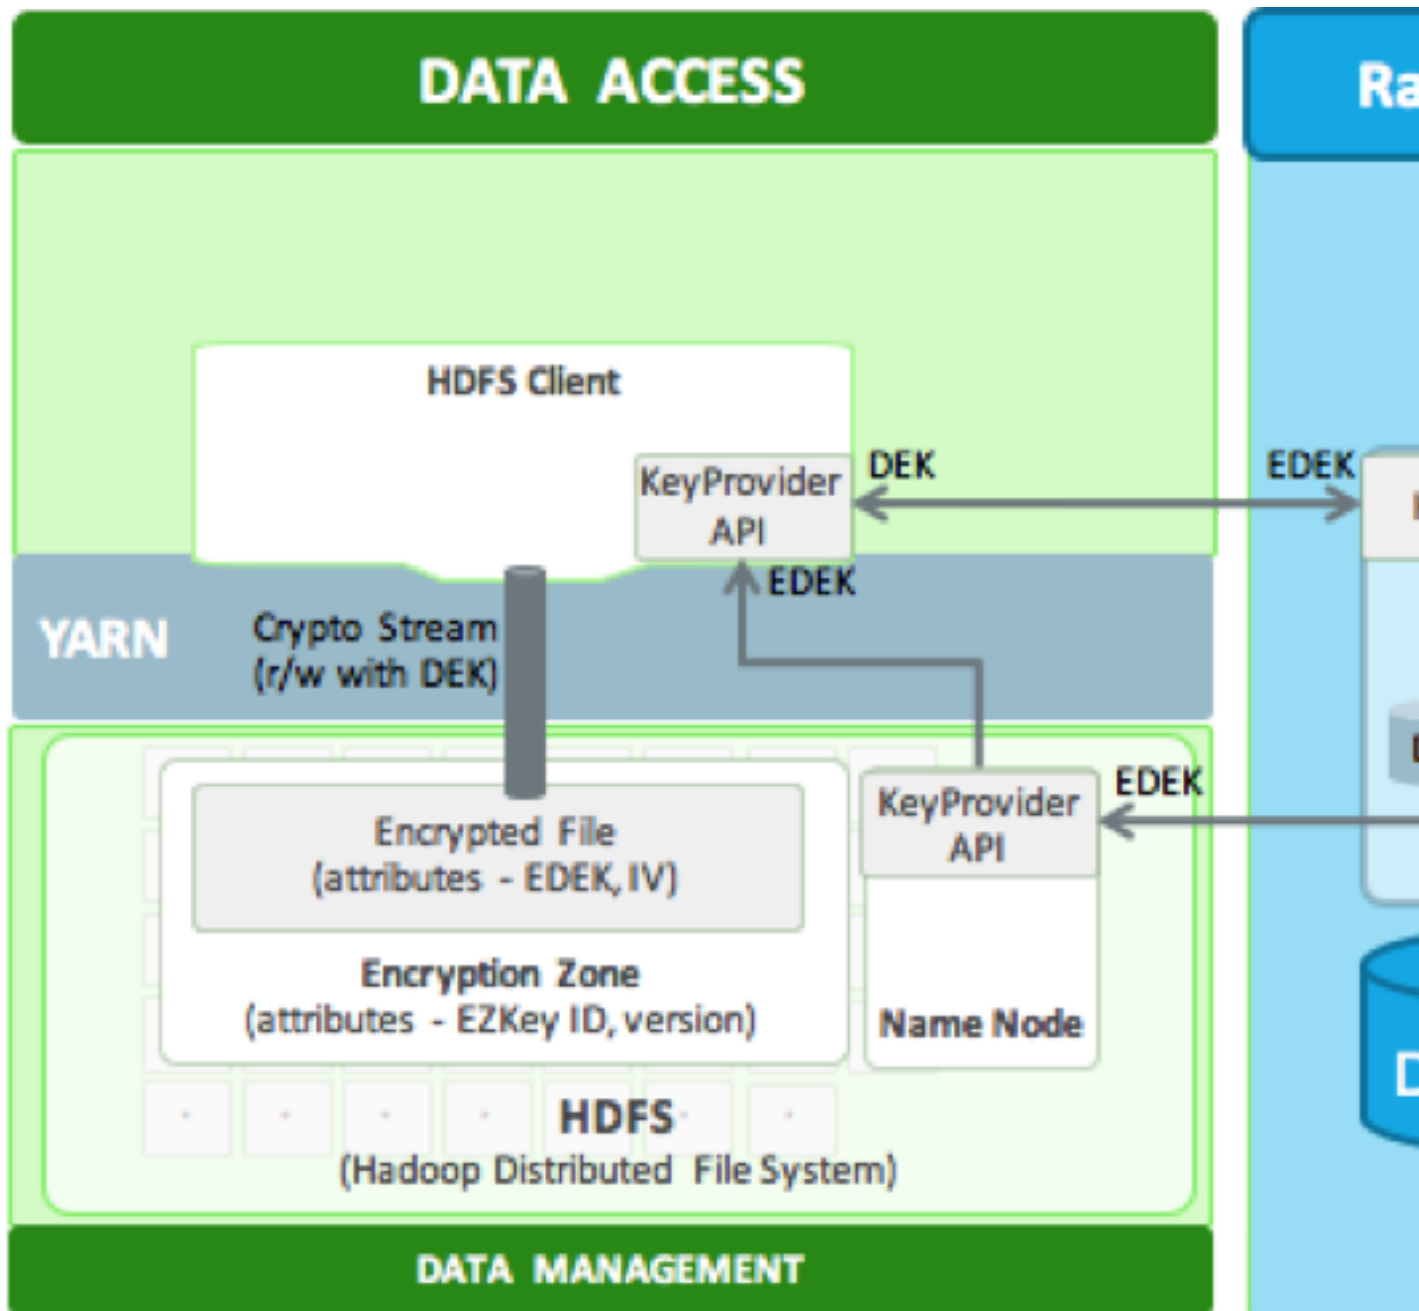 DATA ACCESS
Ra
HDFS Client
KeyProvider
API
DEK
EDEK
EDEK
YARN
Crypto Stream
(r/w with DEK)
Encrypted File
(attributes - EDEK, IV)
Encryption Zone
(attributes - EZKey ID, version)
KeyProvider
API
EDEK
Name Node
D
HDFS
(Hadoop Distributed File System)
DATA MANAGEMENT